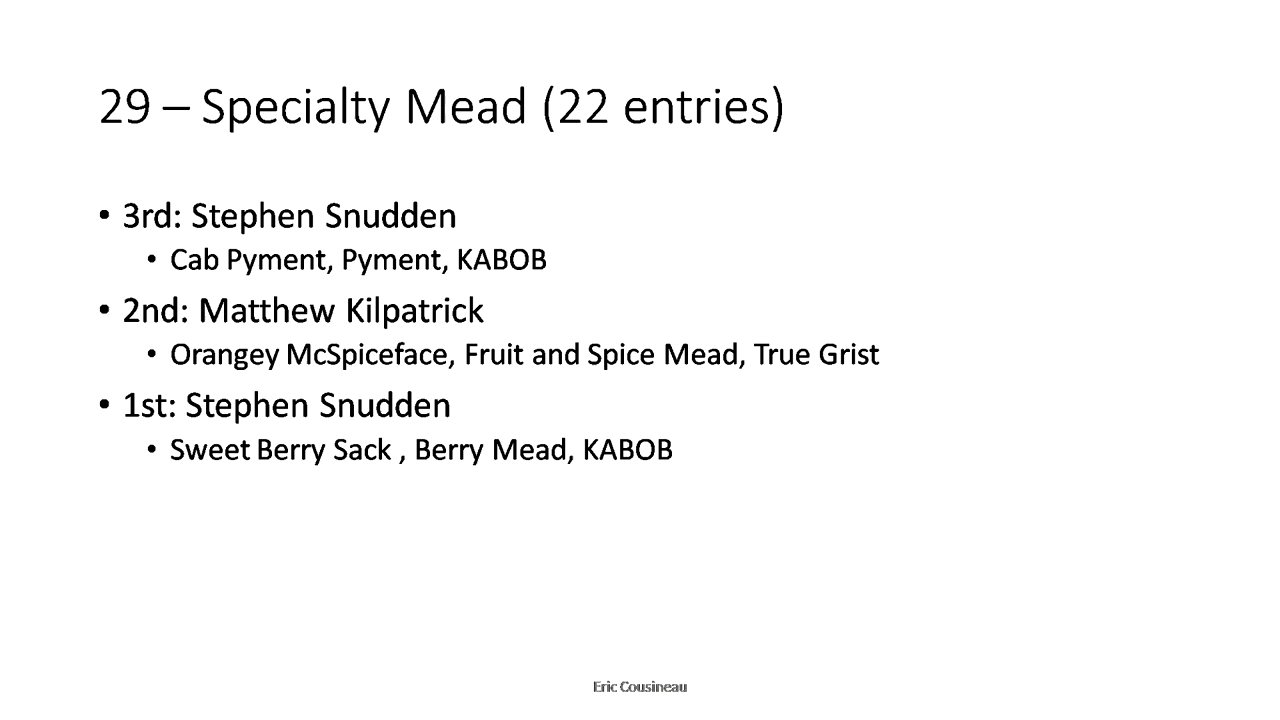 29 – Specialty Mead (22 entries)
• 3rd: Stephen Snudden
• Cab Pyment, Pyment, KABOB
• 2nd: Matthew Kilpatrick
• Orangey McSpiceface, Fruit and Spice Mead, True Grist
• 1st: Stephen Snudden
• Sweet Berry Sack , Berry Mead, KABOB
Eric Cousineau